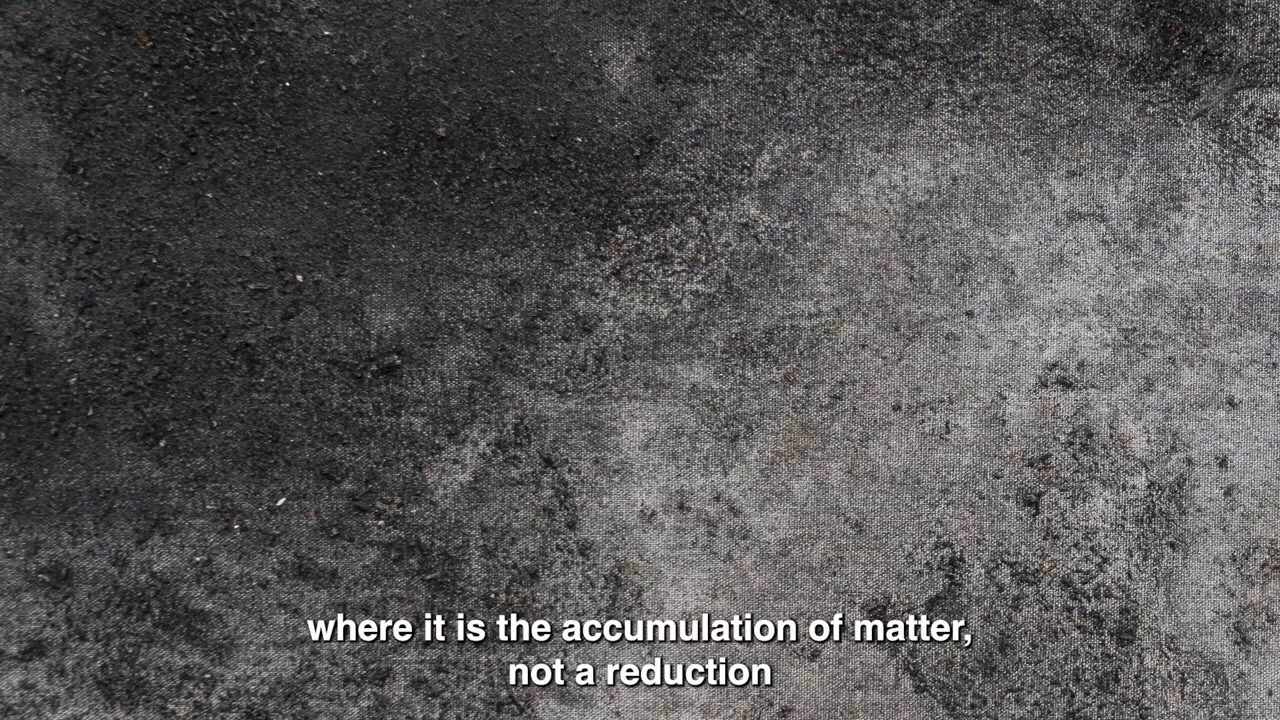 where it is the accumulation of matter,
not a reduction